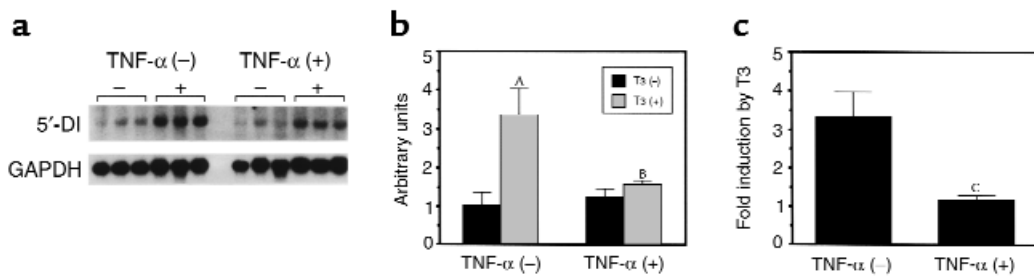 a
TNF-α (–) TNF-α (+)
– + – +
5′-DI
GAPDH
b
5
4
3
2
1
0
Arbitrary units
A
B
T3 (–)
T3 (+)
TNF-α (–) TNF-α (+)
c
5
4
3
2
1
0
Fold induction by T3
C
TNF-α (–) TNF-α (+)